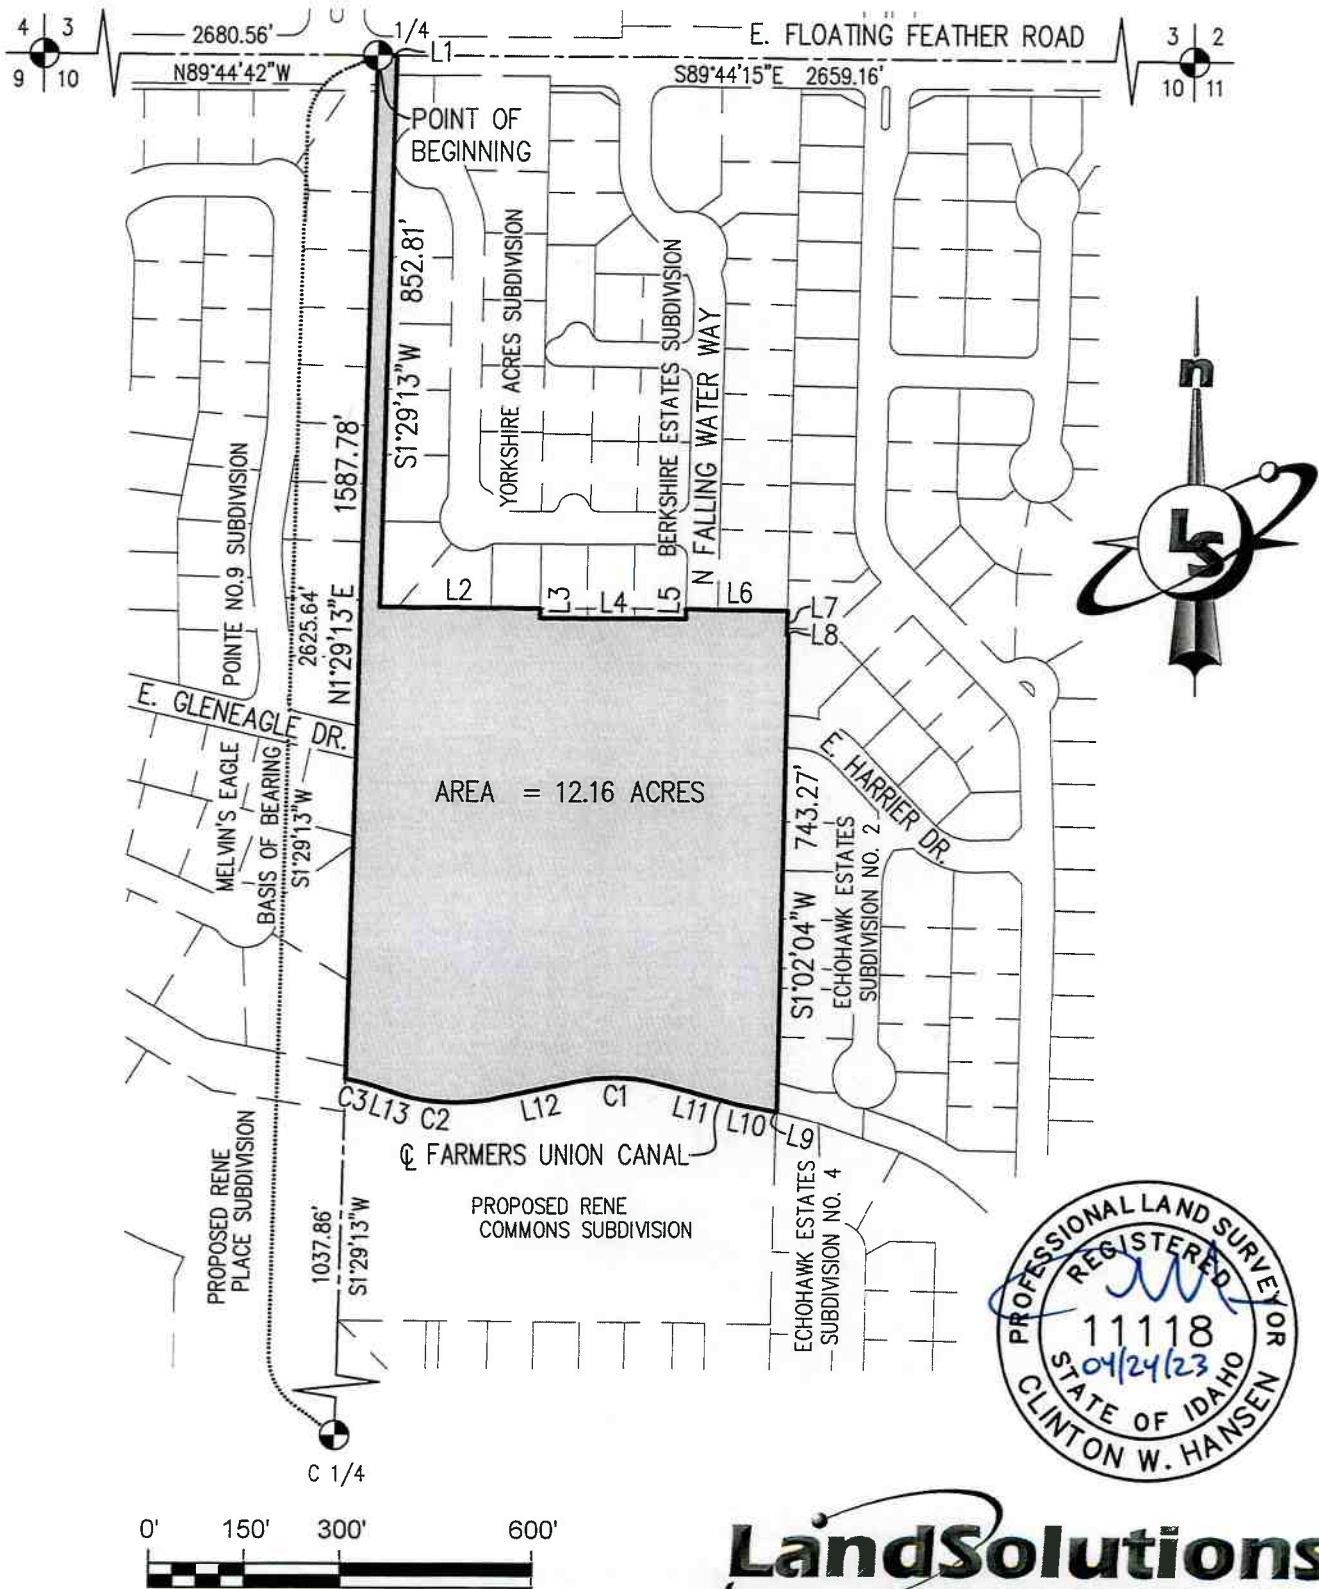 4 3
9 10
2680.56'
N89°44'42"W
1/4
L1
E. FLOATING FEATHER ROAD
S89°44'15"E 2659.16'
3 2
10 11
POINT OF
BEGINNING
852.81'
S1°29'13"W
YORKSHIRE ACRES SUBDIVISION
BERKSHIRE ESTATES SUBDIVISION
N FALLING WATER WAY
1587.78'
N1°29'13"E
POINTE NO.9 SUBDIVISION
2625.64'
n
LS
L2
L3
L4
L5
L6
L7
L8
E. GLENEAGLE DR.
MELVIN'S EAGLE
BASIS OF BEARING
S1°29'13"W
AREA = 12.16 ACRES
E. HARRIER DR.
743.27'
S1°02'04"W
ECHOHAWK ESTATES
SUBDIVISION NO. 2
C3
L13
C2
L12
C1
L11
L10
L9
℄ FARMERS UNION CANAL
PROPOSED RENE
COMMONS SUBDIVISION
PROPOSED RENE
PLACE SUBDIVISION
1037.86'
S1°29'13"W
ECHOHAWK ESTATES
SUBDIVISION NO. 4
C 1/4
PROFESSIONAL LAND SURVEYOR
REGISTERED
11118
04/24/23
STATE OF IDAHO
CLINTON W. HANSEN
0' 150' 300' 600'
LandSolutions